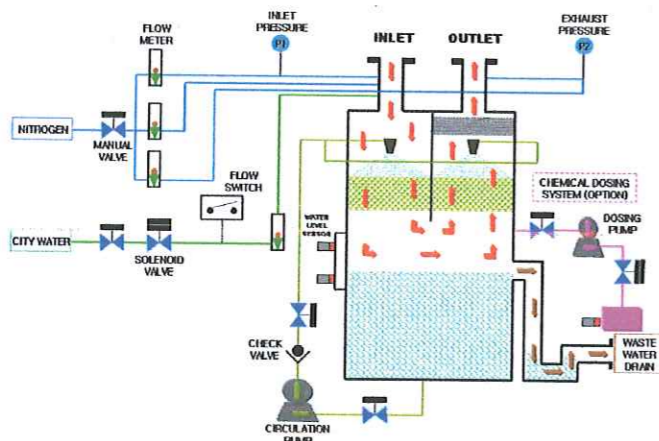 FLOW
METER
INLET
PRESSURE
P1
INLET
OUTLET
EXHAUST
PRESSURE
P2
NITROGEN
MANUAL
VALVE
FLOW
SWITCH
CITY WATER
SOLENOID
VALVE
WATER
LEVEL
SENSOR
CHEMICAL DOSING
SYSTEM (OPTION)
DOSING
PUMP
CHECK
VALVE
CIRCULATION
PUMP
WASTE
WATER
DRAIN